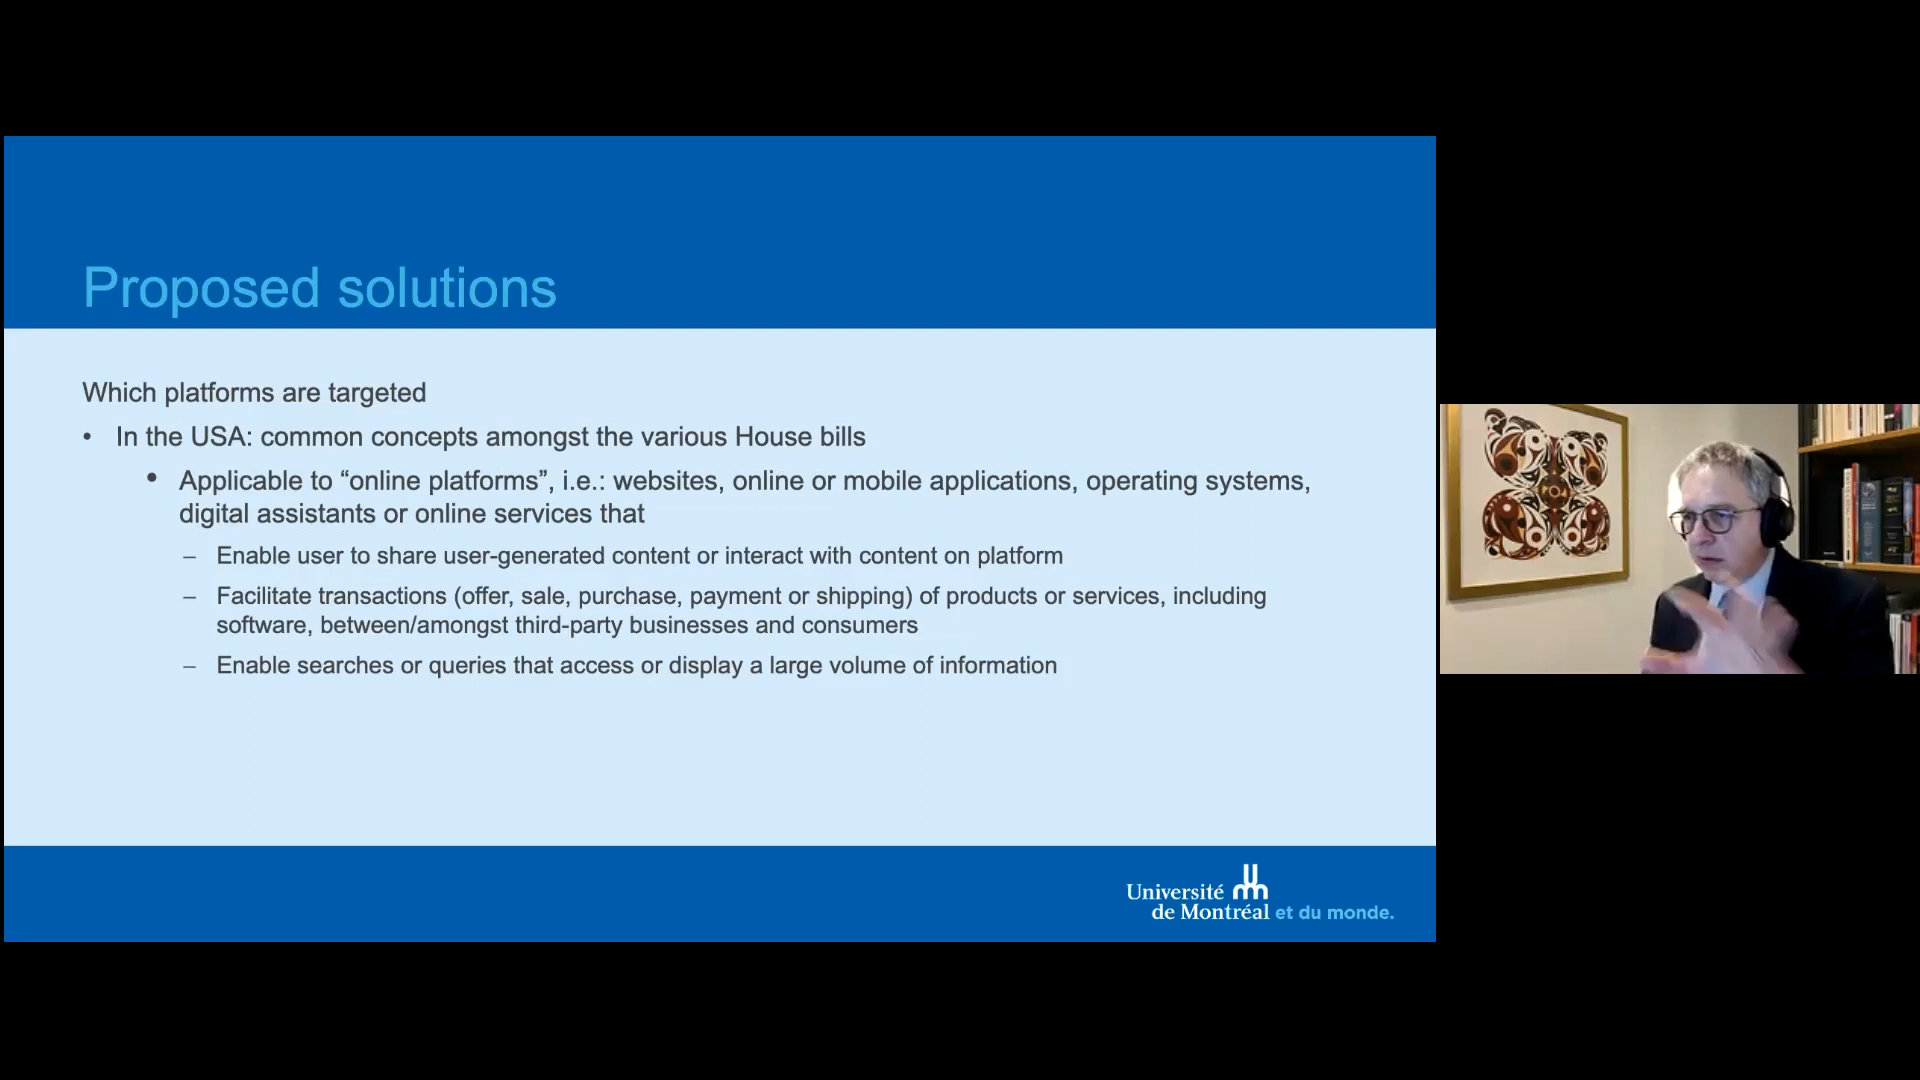 Proposed solutions
Which platforms are targeted
• In the USA: common concepts amongst the various House bills
• Applicable to “online platforms”, i.e.: websites, online or mobile applications, operating systems,
digital assistants or online services that
– Enable user to share user-generated content or interact with content on platform
– Facilitate transactions (offer, sale, purchase, payment or shipping) of products or services, including
software, between/amongst third-party businesses and consumers
– Enable searches or queries that access or display a large volume of information
Université
de Montréal et du monde.